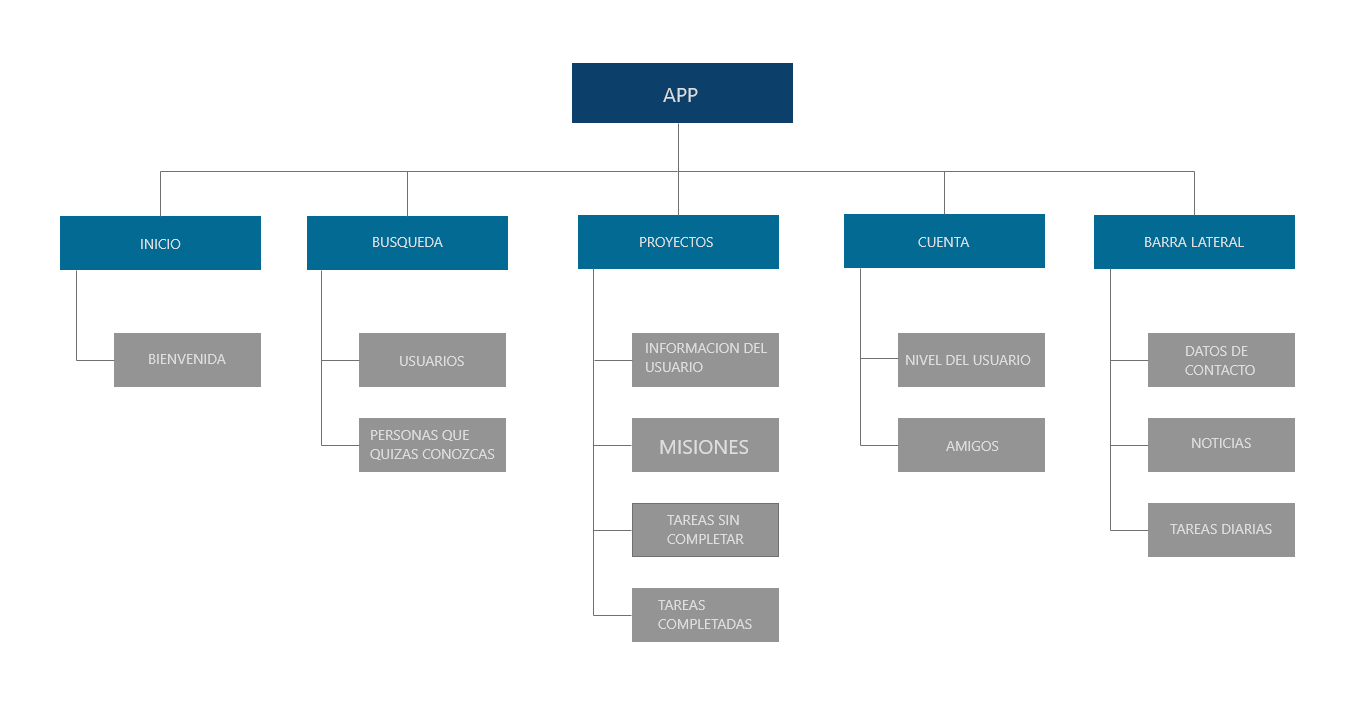 APP
INICIO
BUSQUEDA
PROYECTOS
CUENTA
BARRA LATERAL
BIENVENIDA
USUARIOS
PERSONAS QUE
QUIZAS CONOZCAS
INFORMACION DEL
USUARIO
MISIONES
TAREAS SIN
COMPLETAR
TAREAS
COMPLETADAS
NIVEL DEL USUARIO
AMIGOS
DATOS DE
CONTACTO
NOTICIAS
TAREAS DIARIAS